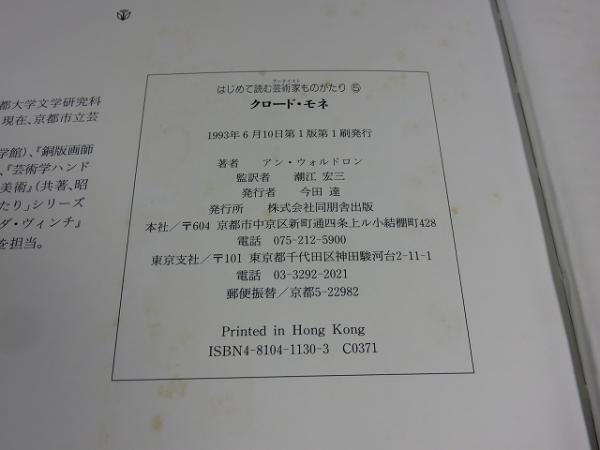 都大学文学研究科
現在、京都市立芸
学館)、『銅版画師
、『芸術学ハンド
美術』(共著、昭
たり」シリーズ
ダ・ヴィンチ』
を担当。
アーティスト
はじめて読む芸術家ものがたり ⑤
クロード・モネ
1993年6月10日第1版第1刷発行
著者 アン・ウォルドロン
監訳者 潮江 宏三
発行者 今田 達
発行所 株式会社同朋舎出版
本社/〒604 京都市中京区新町通四条上ル小結棚町428
電話 075-212-5900
東京支社/〒101 東京都千代田区神田駿河台2-11-1
電話 03-3292-2021
郵便振替/京都5-22982
Printed in Hong Kong
ISBN4-8104-1130-3 C0371